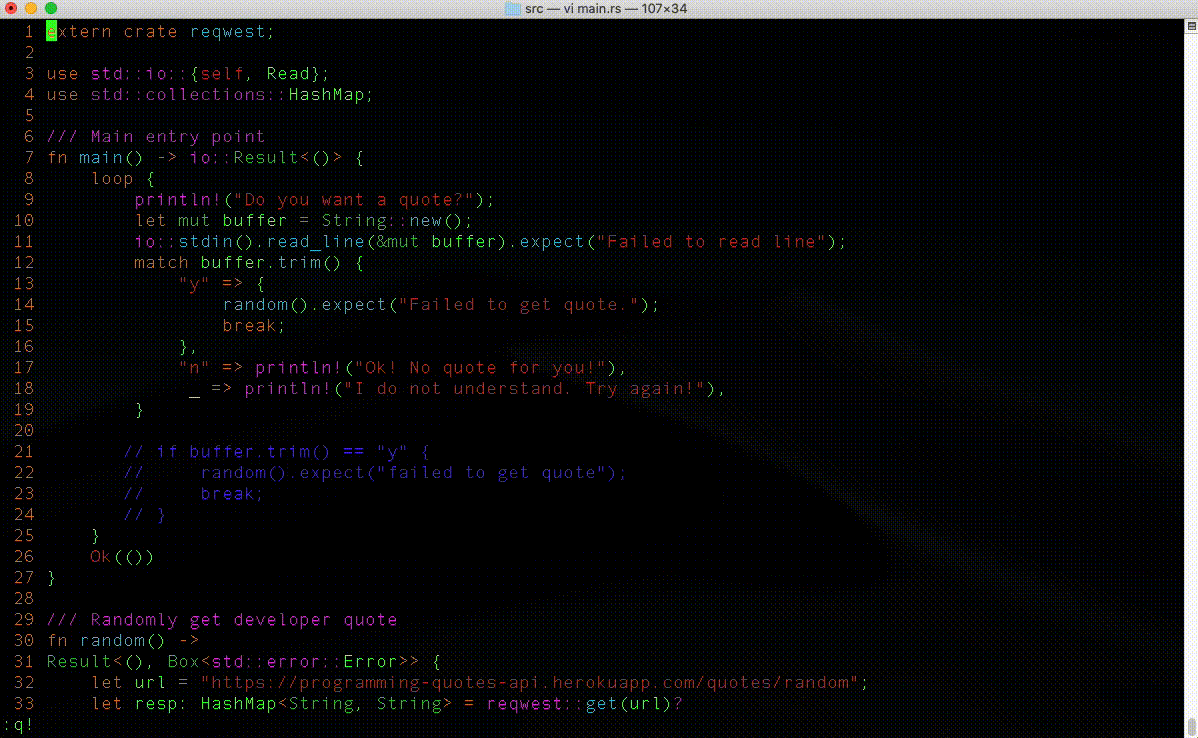 src — vi main.rs — 107×34
1 extern crate reqwest;
2
3 use std::io::{self, Read};
4 use std::collections::HashMap;
5
6 /// Main entry point
7 fn main() -> io::Result<()> {
8     loop {
9         println!("Do you want a quote?");
10         let mut buffer = String::new();
11         io::stdin().read_line(&mut buffer).expect("Failed to read line");
12         match buffer.trim() {
13             "y" => {
14                 random().expect("Failed to get quote.");
15                 break;
16             },
17             "n" => println!("Ok! No quote for you!"),
18              _ => println!("I do not understand. Try again!"),
19         }
20
21        // if buffer.trim() == "y" {
22        //     random().expect("failed to get quote");
23        //     break;
24        // }
25     }
26     Ok(())
27 }
28
29 /// Randomly get developer quote
30 fn random() ->
31 Result<(), Box<std::error::Error>> {
32     let url = "https://programming-quotes-api.herokuapp.com/quotes/random";
33     let resp: HashMap<String, String> = reqwest::get(url)?
:q!